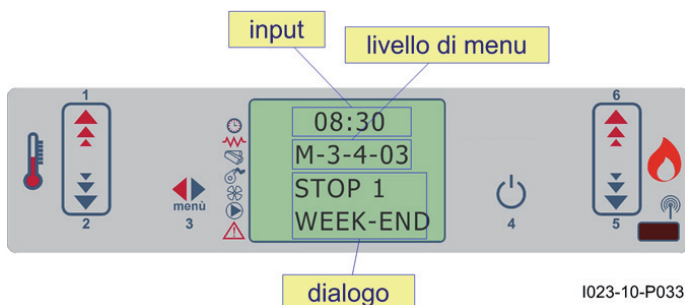 input
livello di menu
1
6
08:30
M-3-4-03
STOP 1
WEEK-END
menù
2
3
4
5
dialogo
I023-10-P033